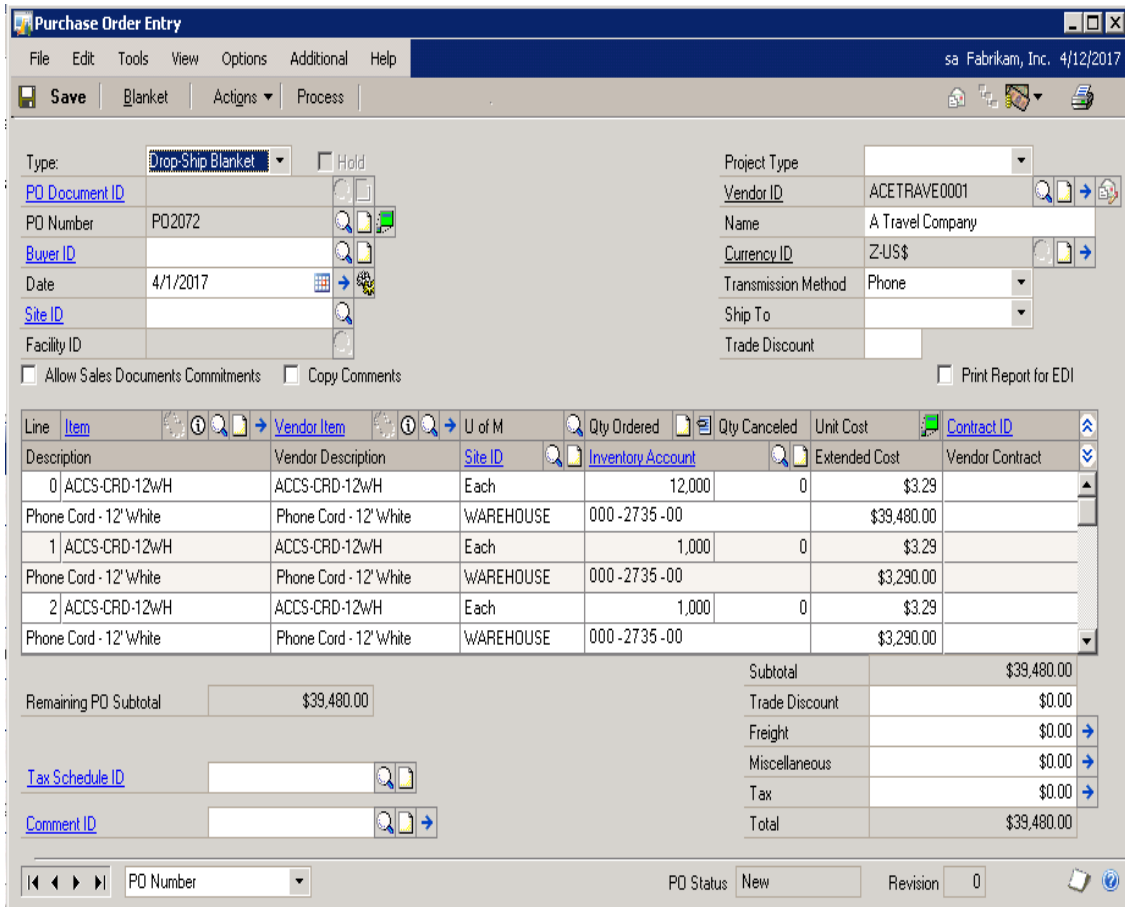 Purchase Order Entry
File Edit Tools View Options Additional Help sa Fabrikam, Inc. 4/12/2017
Save Blanket Actions Process
Type: Drop-Ship Blanket Hold Project Type
PO Document ID Vendor ID ACETRAVE0001
PO Number PO2072 Name A Travel Company
Buyer ID Currency ID Z-US$
Date 4/1/2017 Transmission Method Phone
Site ID Ship To
Facility ID Trade Discount
Allow Sales Documents Commitments Copy Comments Print Report for EDI
Line Item Vendor Item U of M Qty Ordered Qty Canceled Unit Cost Contract ID
Description Vendor Description Site ID Inventory Account Extended Cost Vendor Contract
0 ACCS-CRD-12WH ACCS-CRD-12WH Each 12,000 0 $3.29
Phone Cord - 12' White Phone Cord - 12' White WAREHOUSE 000 -2735 -00 $39,480.00
1 ACCS-CRD-12WH ACCS-CRD-12WH Each 1,000 0 $3.29
Phone Cord - 12' White Phone Cord - 12' White WAREHOUSE 000 -2735 -00 $3,290.00
2 ACCS-CRD-12WH ACCS-CRD-12WH Each 1,000 0 $3.29
Phone Cord - 12' White Phone Cord - 12' White WAREHOUSE 000 -2735 -00 $3,290.00
Subtotal $39,480.00
Remaining PO Subtotal $39,480.00 Trade Discount $0.00
Freight $0.00
Miscellaneous $0.00
Tax Schedule ID
Tax $0.00
Comment ID Total $39,480.00
PO Number PO Status New Revision 0